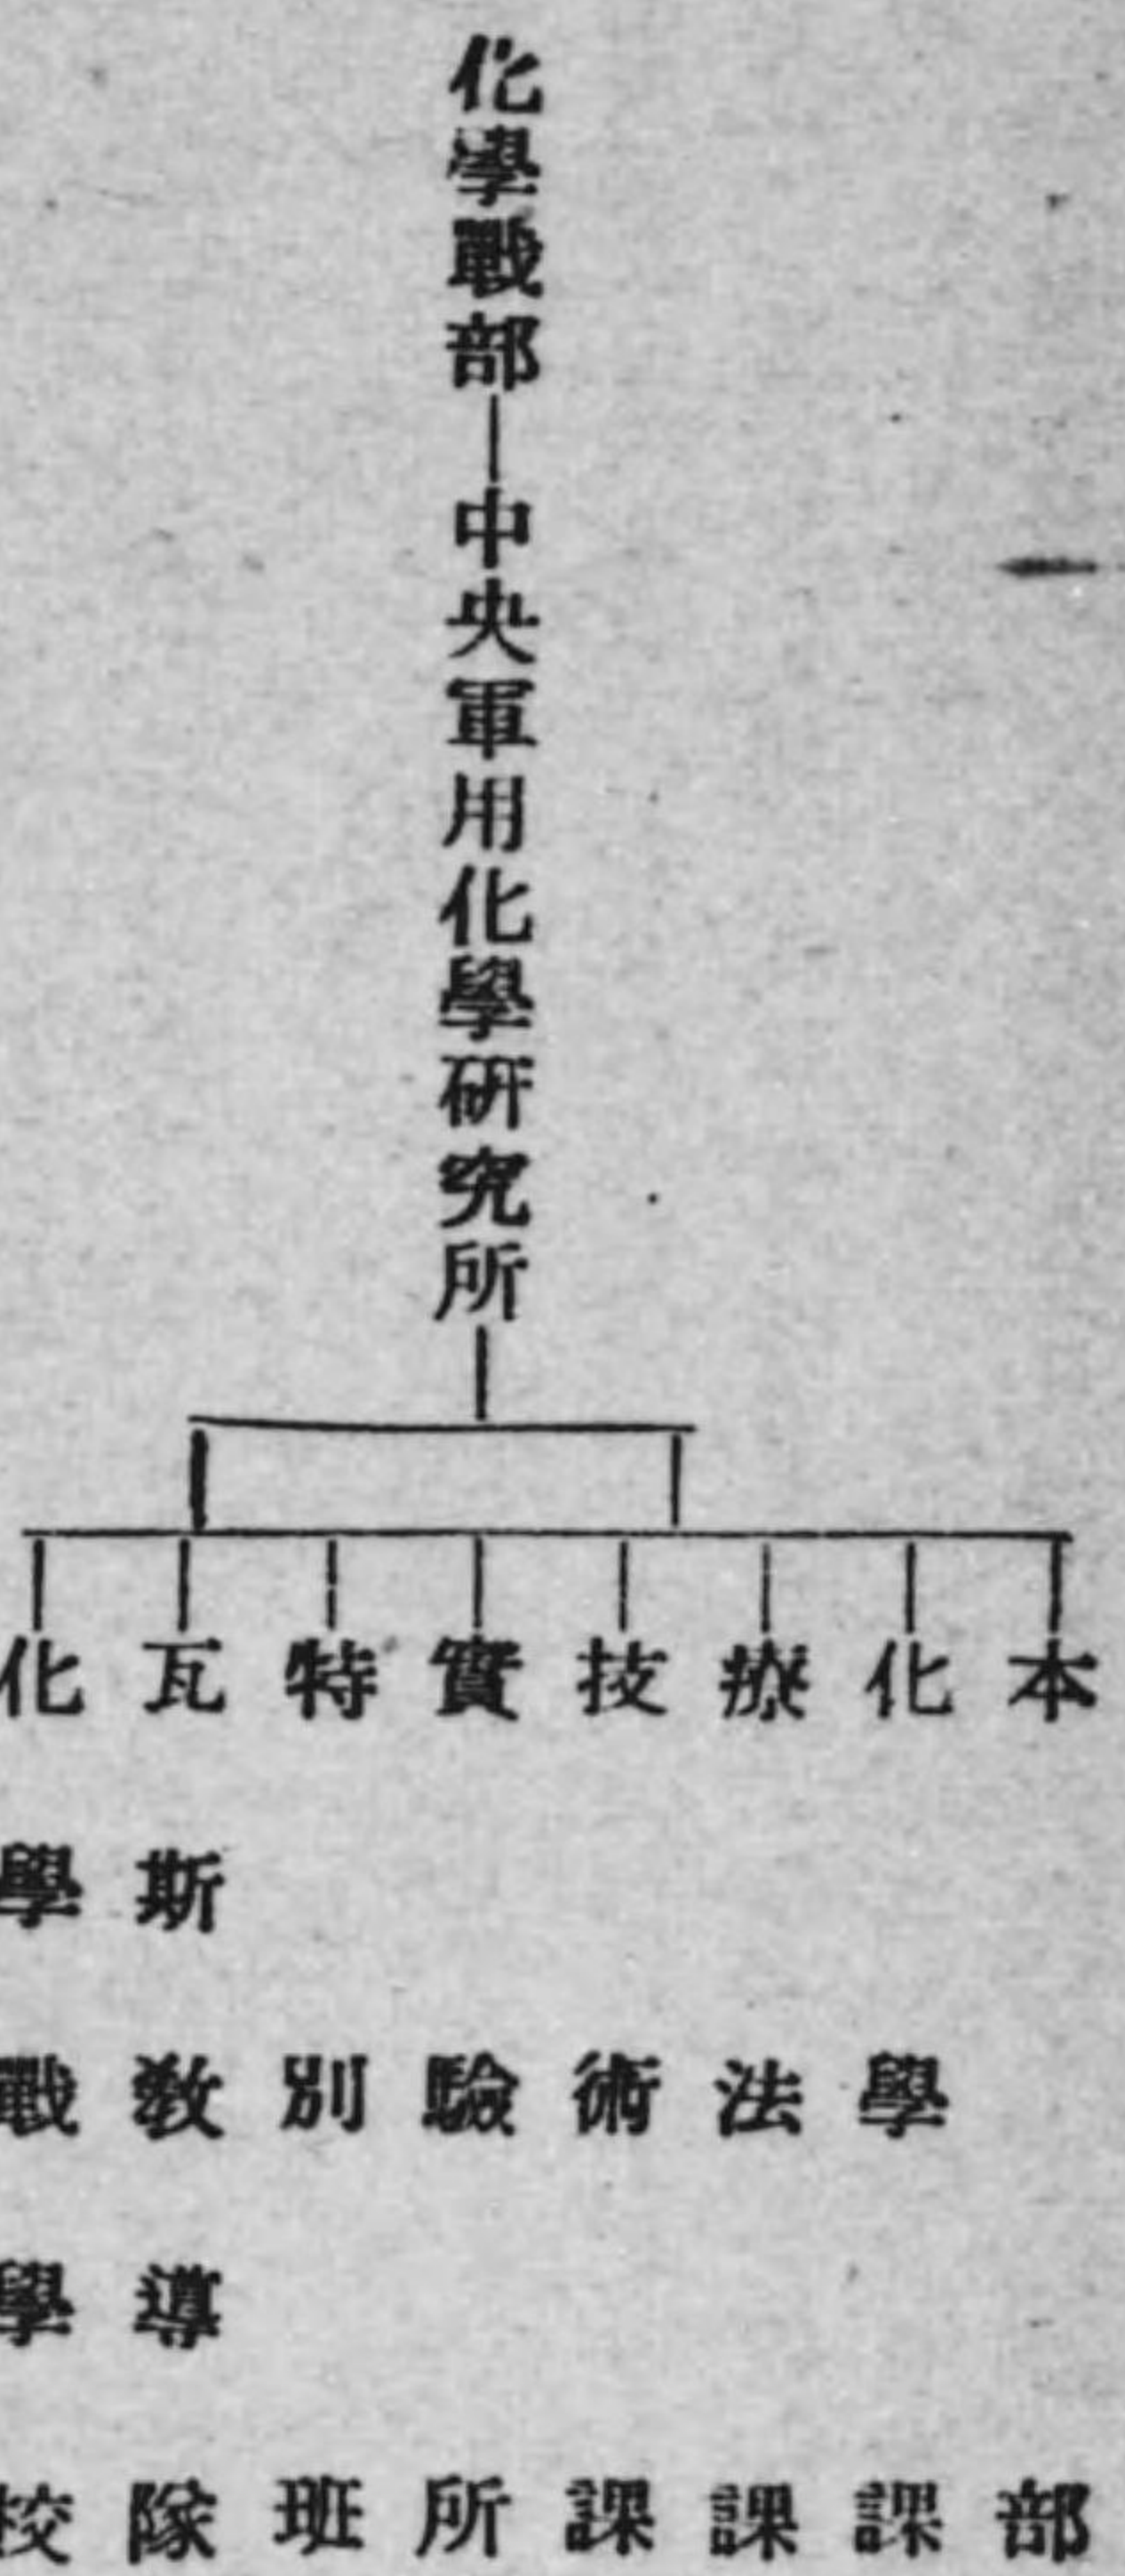 化學戰部
中央軍用化學研究所
本部
化學課
療法課
技術課
實驗所
特別班
瓦斯教導隊
化學戰學校